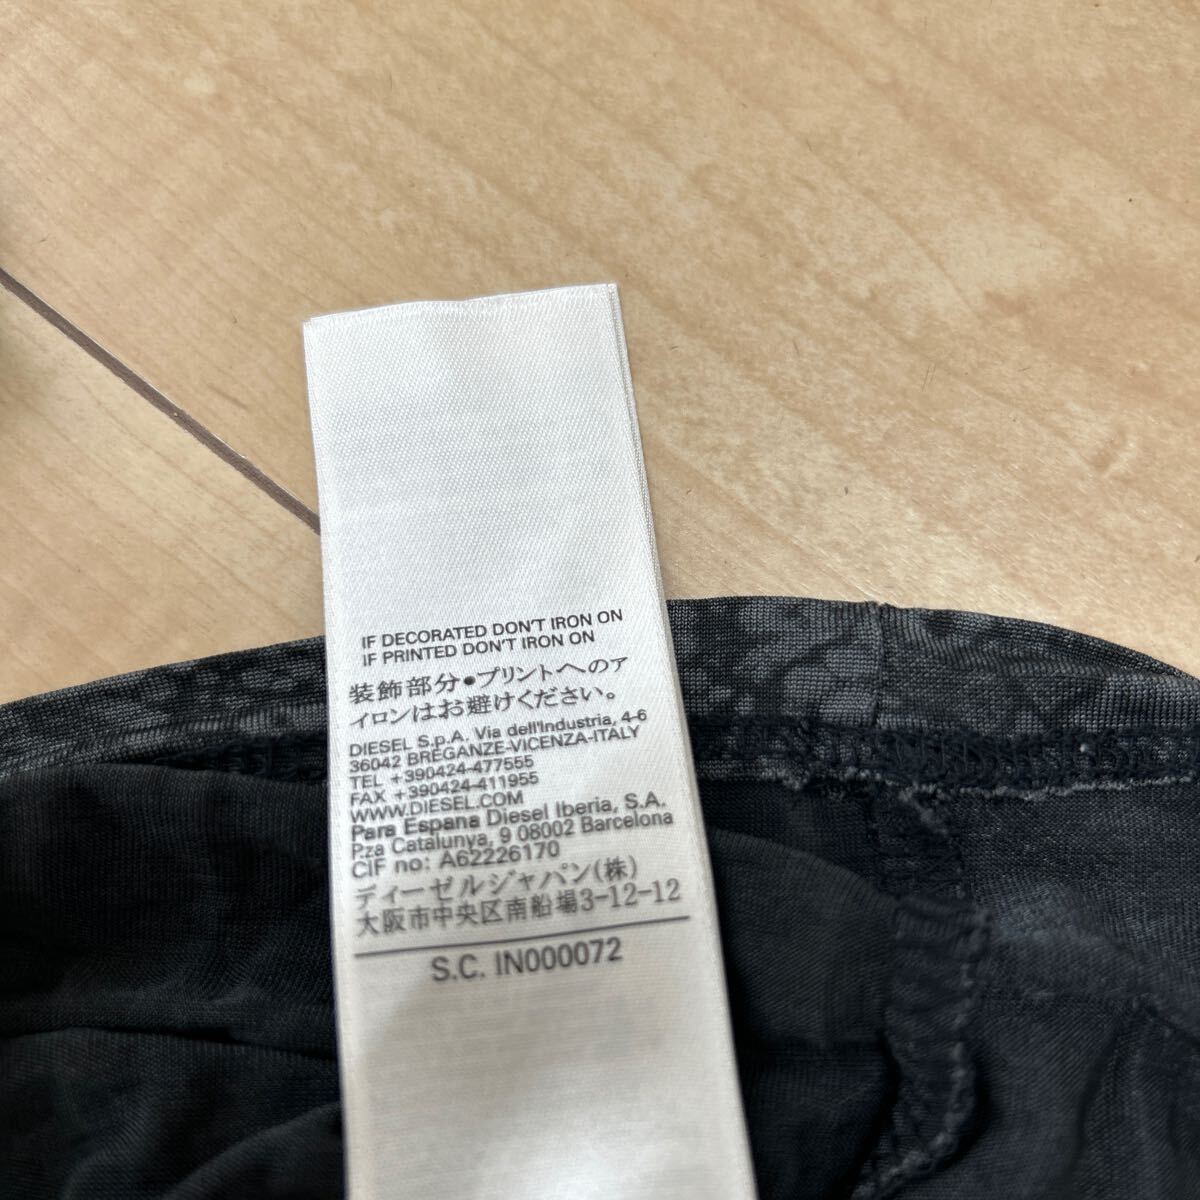 IF DECORATED DON'T IRON ON
IF PRINTED DON'T IRON ON
装飾部分•プリントへのア
イロンはお避けください。
DIESEL S.p.A. Via dell'Industria, 4-6
36042 BREGANZE-VICENZA-ITALY
TEL +390424-477555
FAX +390424-411955
WWW.DIESEL.COM
Para Espana Diesel Iberia, S.A.
P.za Catalunya, 9 08002 Barcelona
CIF no: A62226170
ディーゼルジャパン(株)
大阪市中央区南船場3-12-12
S.C. IN000072